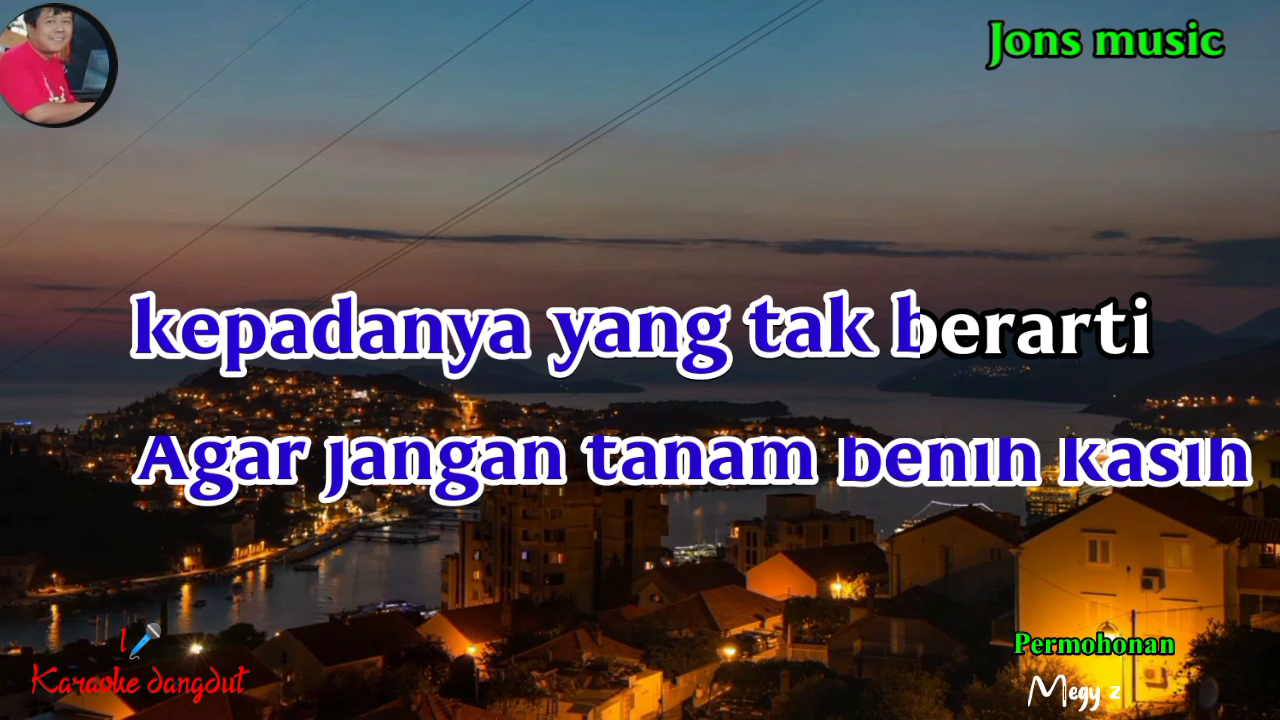 Jons music
kepadanya yang tak berarti
Agar jangan tanam benih kasih
I
Karaoke dangdut
Permohonan
Megy z